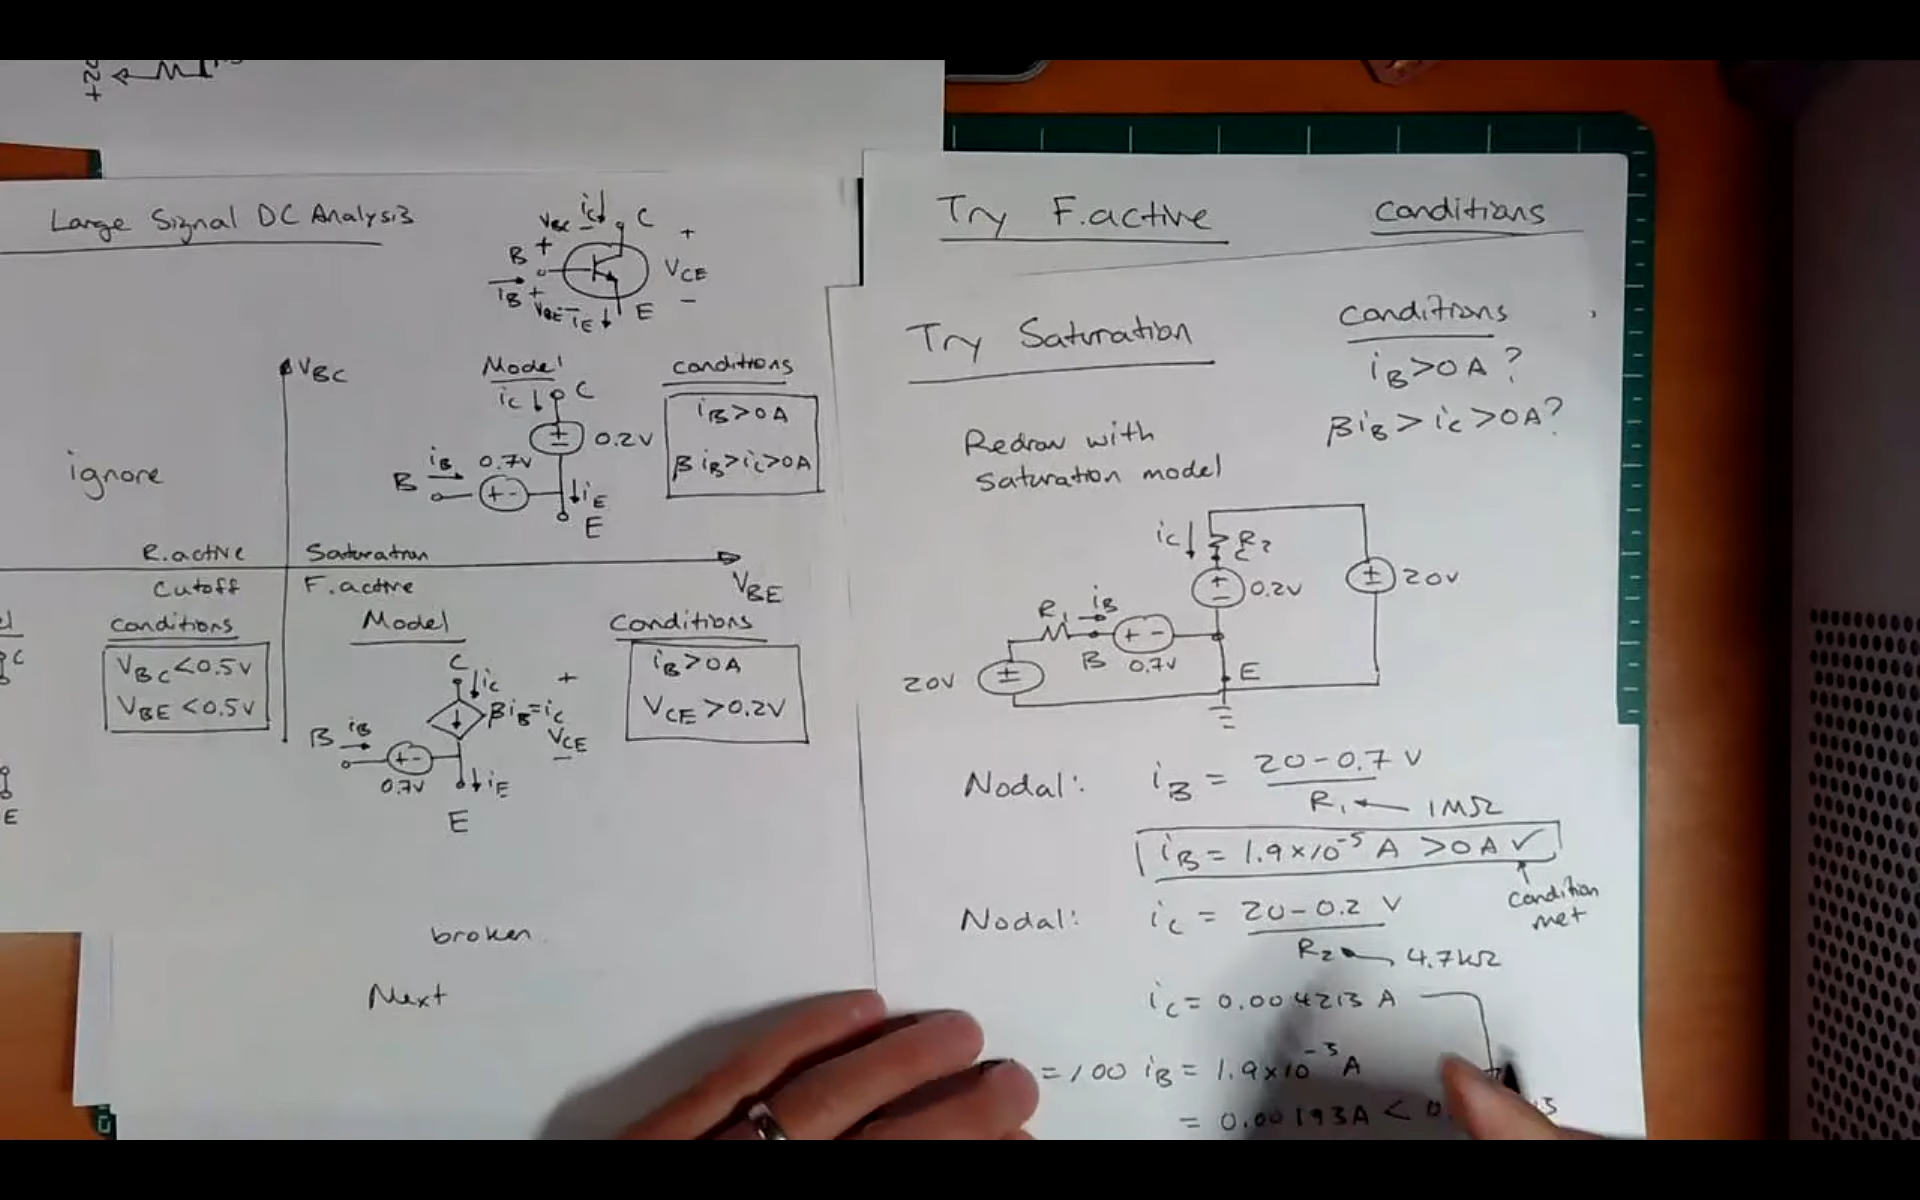 Large Signal DC Analysis
VBC
iC
C
+
VCE
-
B
+
iB
+
VBE
-
iE
E
VBC
Model
conditions
iC
C
0.2V
iB
0.7V
B
+-
iE
E
iB>0A
βiB>iC>0A
ignore
R.active
Saturation
Cutoff
F.active
VBE
conditions
VBC<0.5V
VBE<0.5V
C
E
Model
C
iC
+
βiB=iC
VCE
-
B
iB
+-
0.7V
iE
E
Conditions
iB>0A
VCE>0.2V
broken
Next
Try F.active
conditions
Try Saturation
conditions
iB>0A?
βiB>iC>0A?
Redraw with
saturation model
iC
R2
C
+
-
0.2V
±
20V
R1
iB
+-
B
0.7V
E
20V
±
Nodal: iB = 20-0.7 V
R1 ← 1MΩ
iB = 1.9×10-5 A >0A ✓
condition
met
Nodal: iC = 20-0.2 V
R2 4.7kΩ
iC = 0.004213 A
=100 iB = 1.9×10-3 A
= 0.00193A <